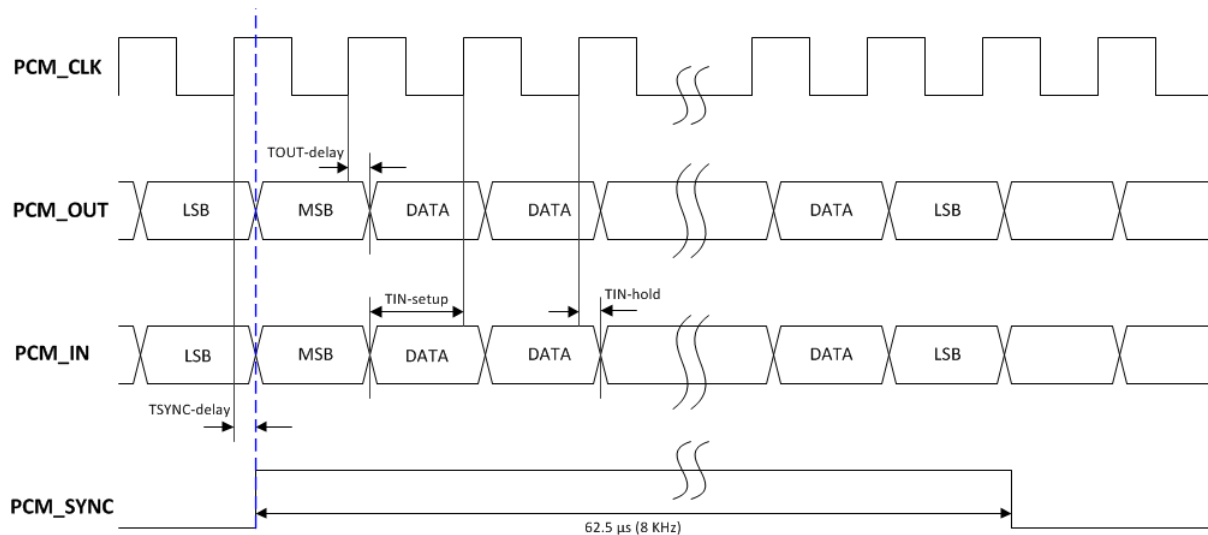 PCM_CLK
TOUT-delay
PCM_OUT LSB MSB DATA DATA DATA LSB
TIN-setup TIN-hold
PCM_IN LSB MSB DATA DATA DATA LSB
TSYNC-delay
PCM_SYNC
62.5 µs (8 KHz)